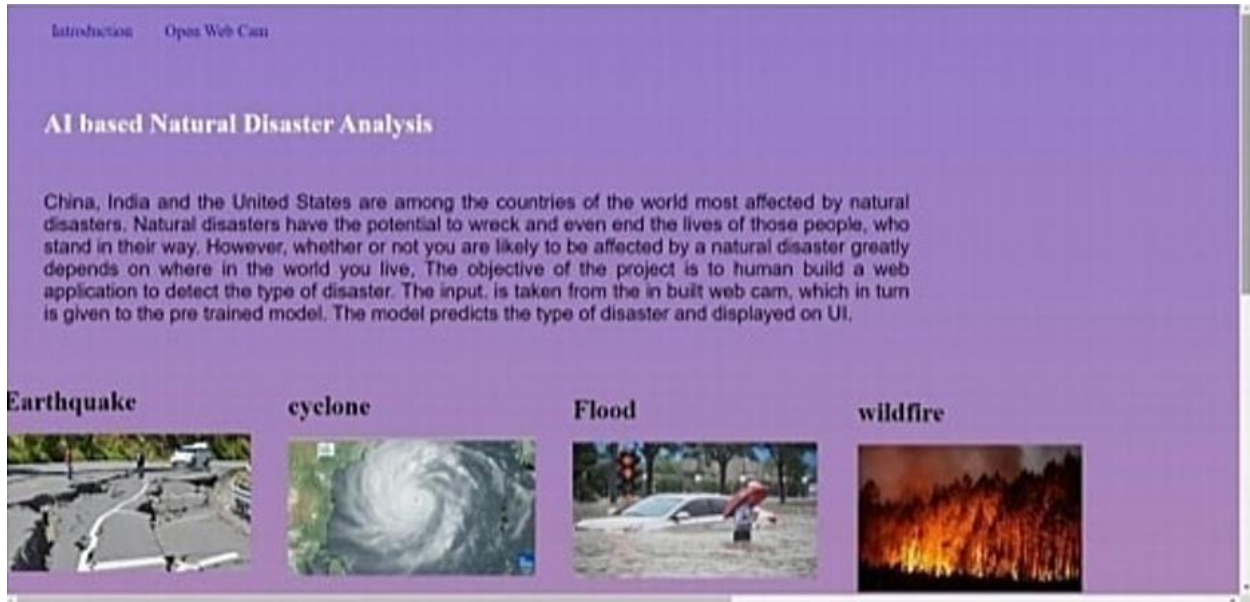 Introduction Open Web Cam
AI based Natural Disaster Analysis
China, India and the United States are among the countries of the world most affected by natural
disasters. Natural disasters have the potential to wreck and even end the lives of those people, who
stand in their way. However, whether or not you are likely to be affected by a natural disaster greatly
depends on where in the world you live, The objective of the project is to human build a web
application to detect the type of disaster. The input. is taken from the in built web cam, which in turn
is given to the pre trained model. The model predicts the type of disaster and displayed on UI.
Earthquake cyclone Flood wildfire